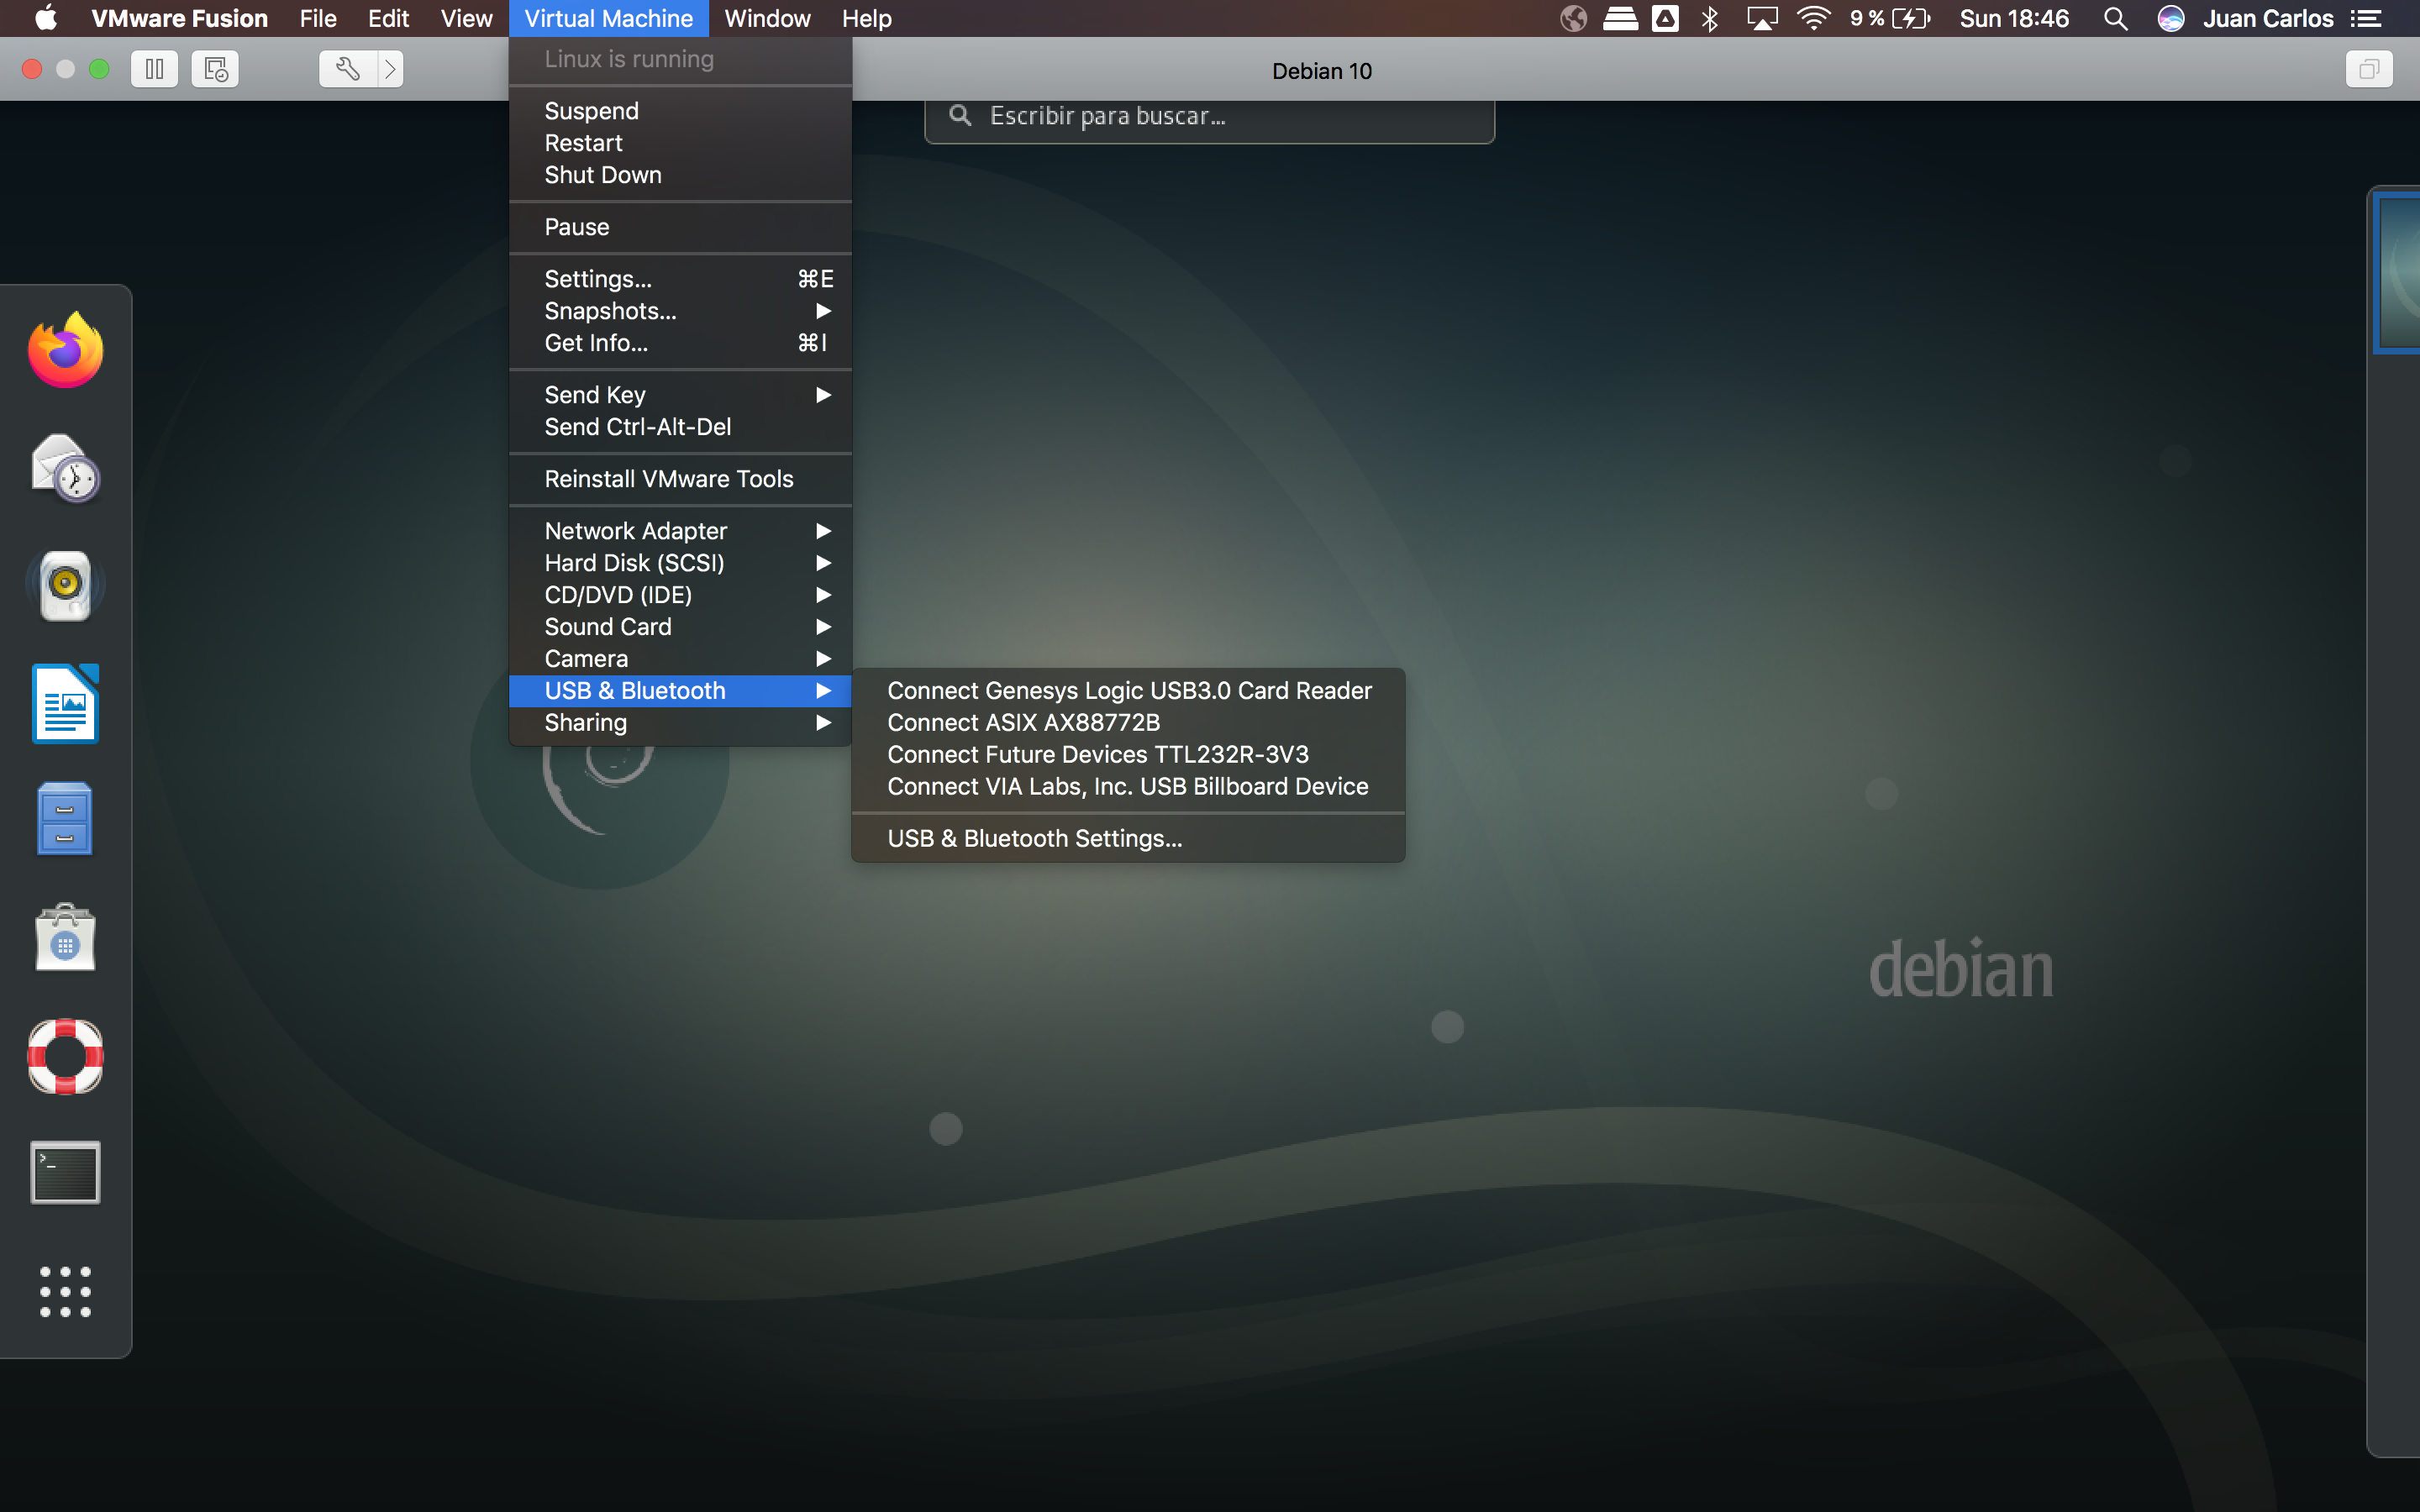 VMware Fusion File Edit View Virtual Machine Window Help 9 % Sun 18:46 Juan Carlos
Debian 10
Linux is running
Suspend
Restart
Shut Down
Pause
Settings... ⌘E
Snapshots...
Get Info... ⌘I
Send Key
Send Ctrl-Alt-Del
Reinstall VMware Tools
Network Adapter
Hard Disk (SCSI)
CD/DVD (IDE)
Sound Card
Camera
USB & Bluetooth
Sharing
Connect Genesys Logic USB3.0 Card Reader
Connect ASIX AX88772B
Connect Future Devices TTL232R-3V3
Connect VIA Labs, Inc. USB Billboard Device
USB & Bluetooth Settings...
Escribir para buscar...
debian